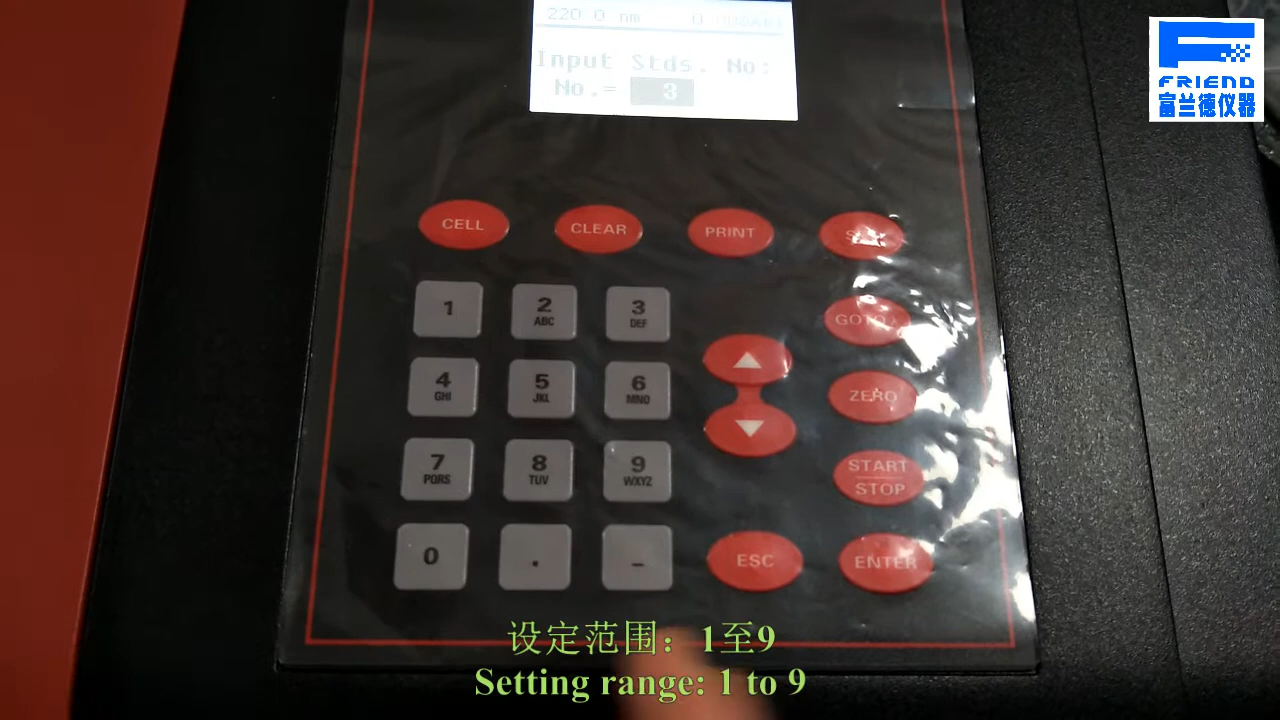 220.0 nm
Input Stds. No:
No.= 3
FRIEND
富兰德仪器
CELL
CLEAR
PRINT
GOTO λ
ZERO
START
STOP
ESC
ENTER
1
2
ABC
3
DEF
4
GHI
5
JKL
6
MNO
7
PQRS
8
TUV
9
WXYZ
0
.
–
设定范围：1至9
Setting range: 1 to 9